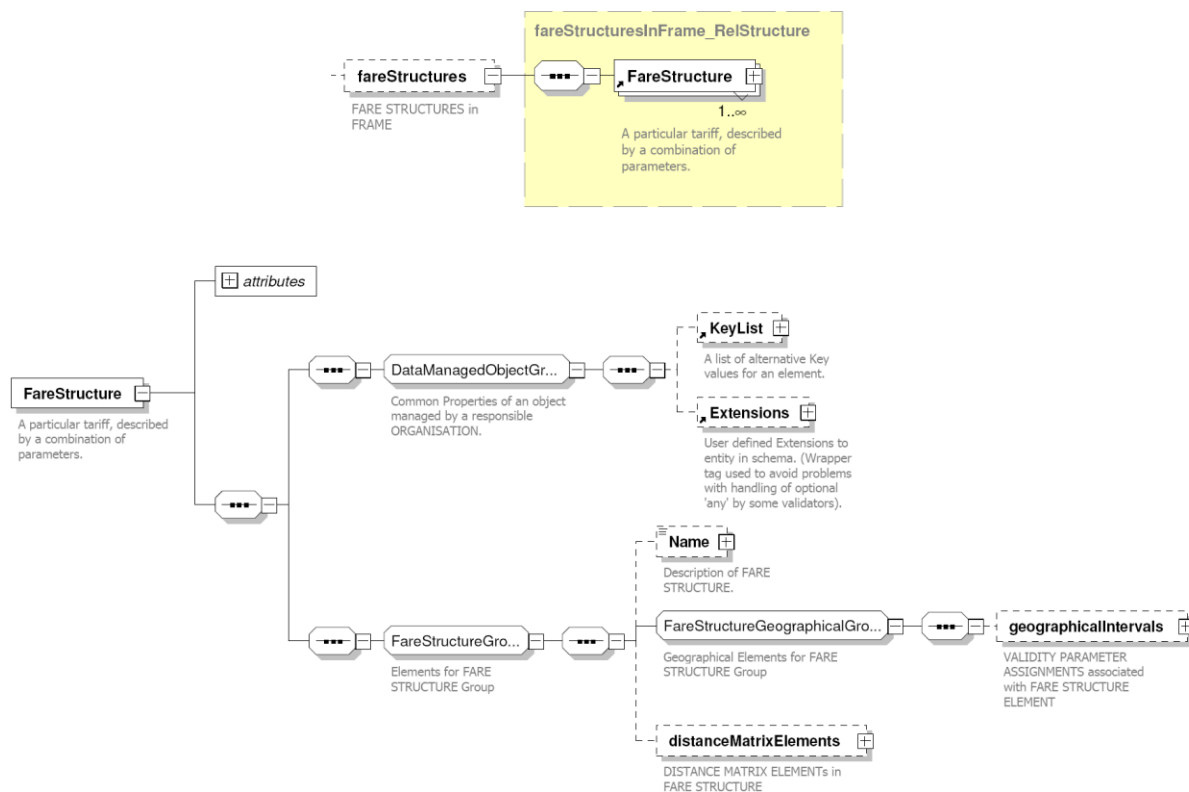 fareStructuresInFrame_RelStructure
fareStructures
FareStructure
FARE STRUCTURES in
FRAME
1..∞
A particular tariff, described
by a combination of
parameters.
attributes
KeyList
A list of alternative Key
values for an element.
DataManagedObjectGr...
Common Properties of an object
managed by a responsible
ORGANISATION.
FareStructure
A particular tariff, described
by a combination of
parameters.
Extensions
User defined Extensions to
entity in schema. (Wrapper
tag used to avoid problems
with handling of optional
'any' by some validators).
Name
Description of FARE
STRUCTURE.
FareStructureGro...
Elements for FARE
STRUCTURE Group
FareStructureGeographicalGro...
Geographical Elements for FARE
STRUCTURE Group
geographicalIntervals
VALIDITY PARAMETER
ASSIGNMENTS associated
with FARE STRUCTURE
ELEMENT
distanceMatrixElements
DISTANCE MATRIX ELEMENTs in
FARE STRUCTURE